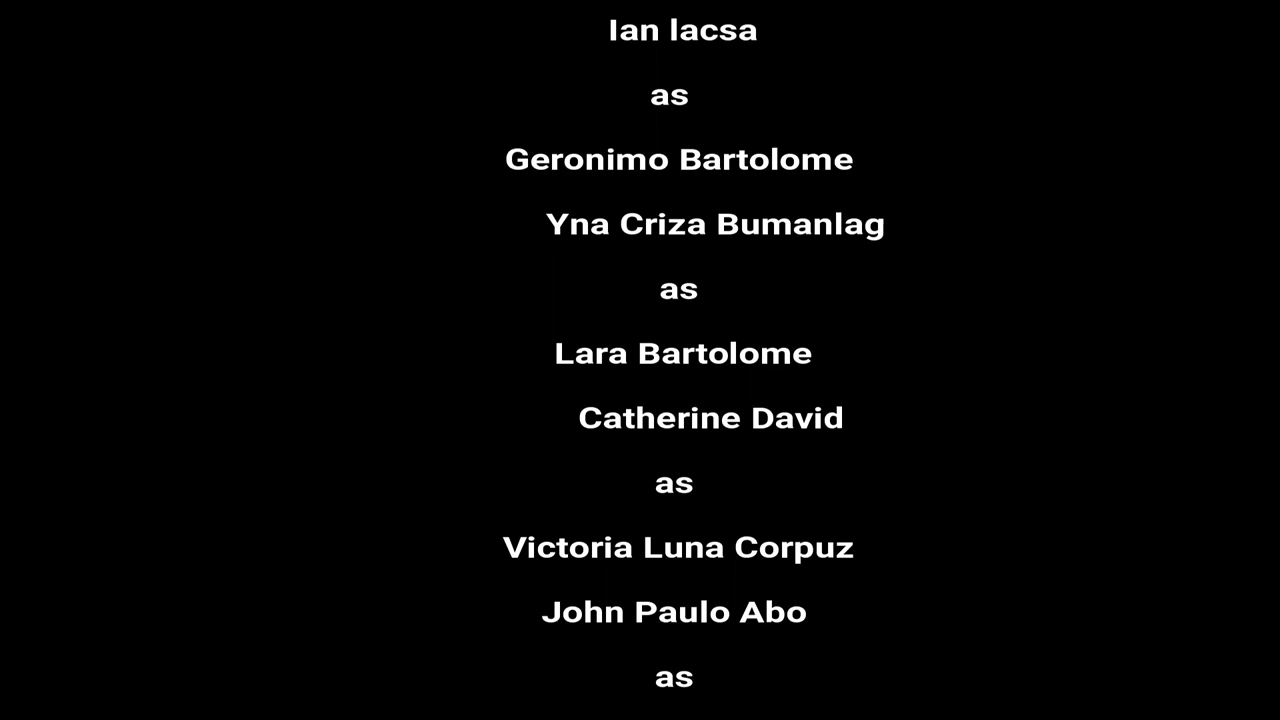 Ian lacsa
as
Geronimo Bartolome
Yna Criza Bumanlag
as
Lara Bartolome
Catherine David
as
Victoria Luna Corpuz
John Paulo Abo
as